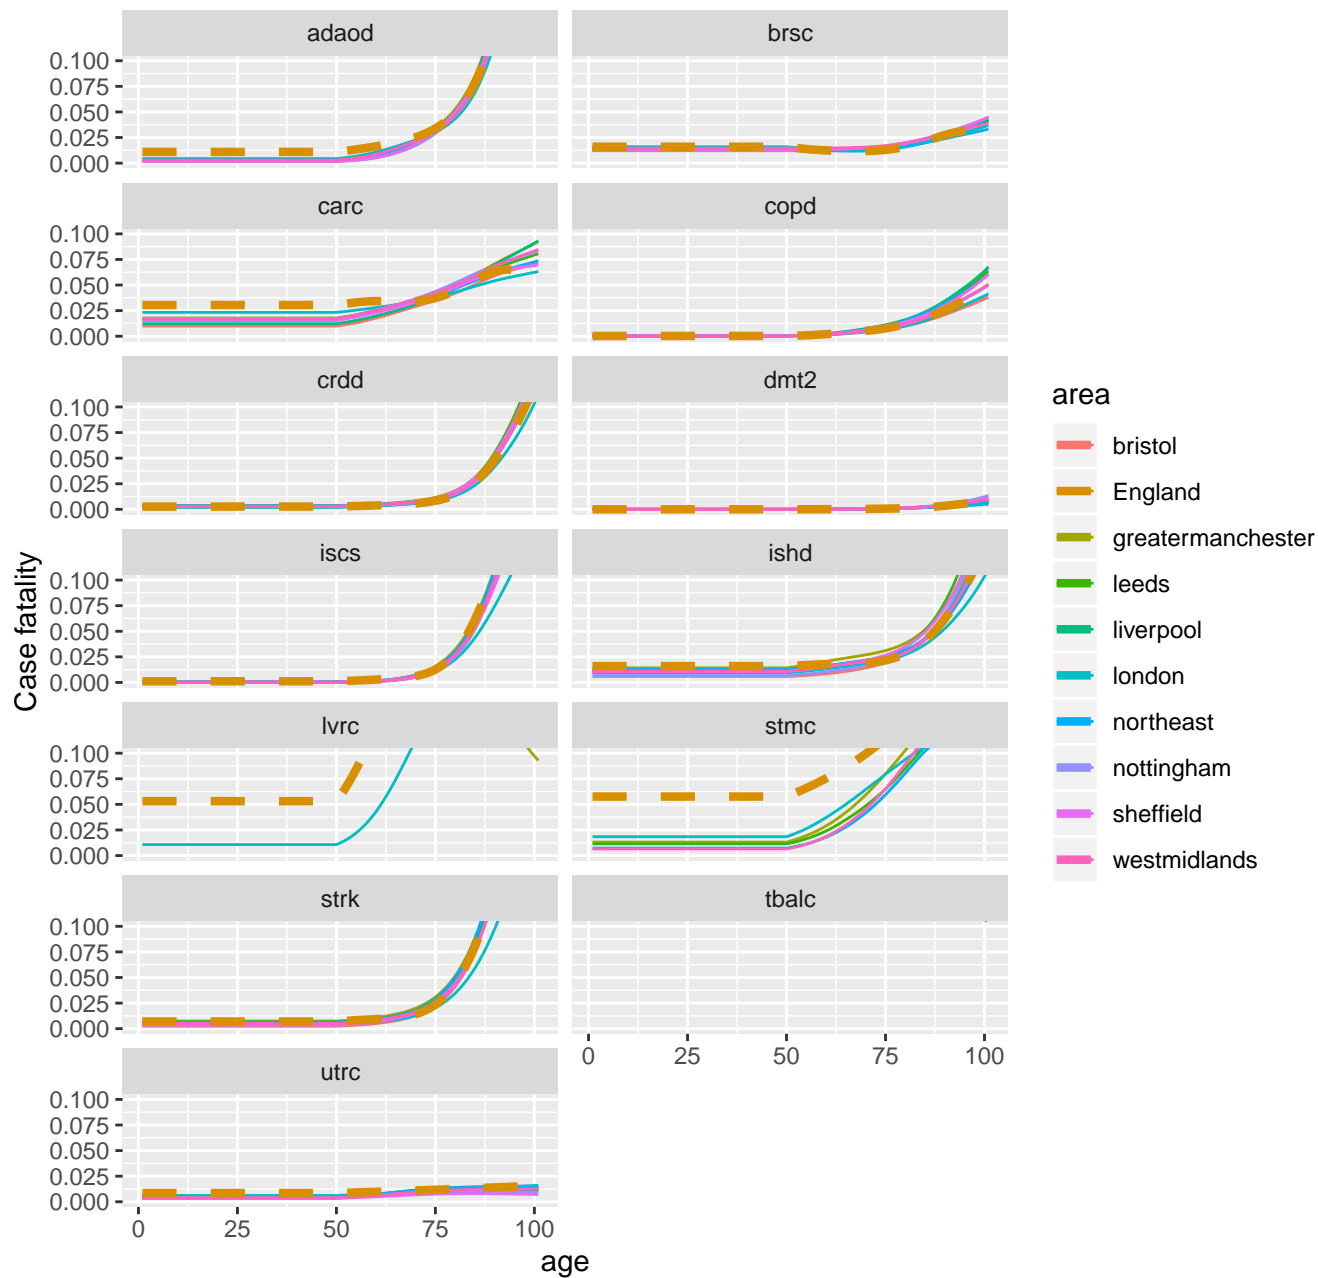 adaod
brsc
0.100
0.075
0.050
0.025
0.000
carc
copd
0.100
0.075
0.050
0.025
0.000
crdd
dmt2
0.100
0.075
0.050
0.025
0.000
iscs
ishd
0.100
0.075
0.050
0.025
0.000
lvrc
stmc
0.100
0.075
0.050
0.025
0.000
strk
tbalc
0.100
0.075
0.050
0.025
0.000
0 25 50 75 100
utrc
0.100
0.075
0.050
0.025
0.000
0 25 50 75 100
age
Case fatality
area
bristol
England
greatermanchester
leeds
liverpool
london
northeast
nottingham
sheffield
westmidlands